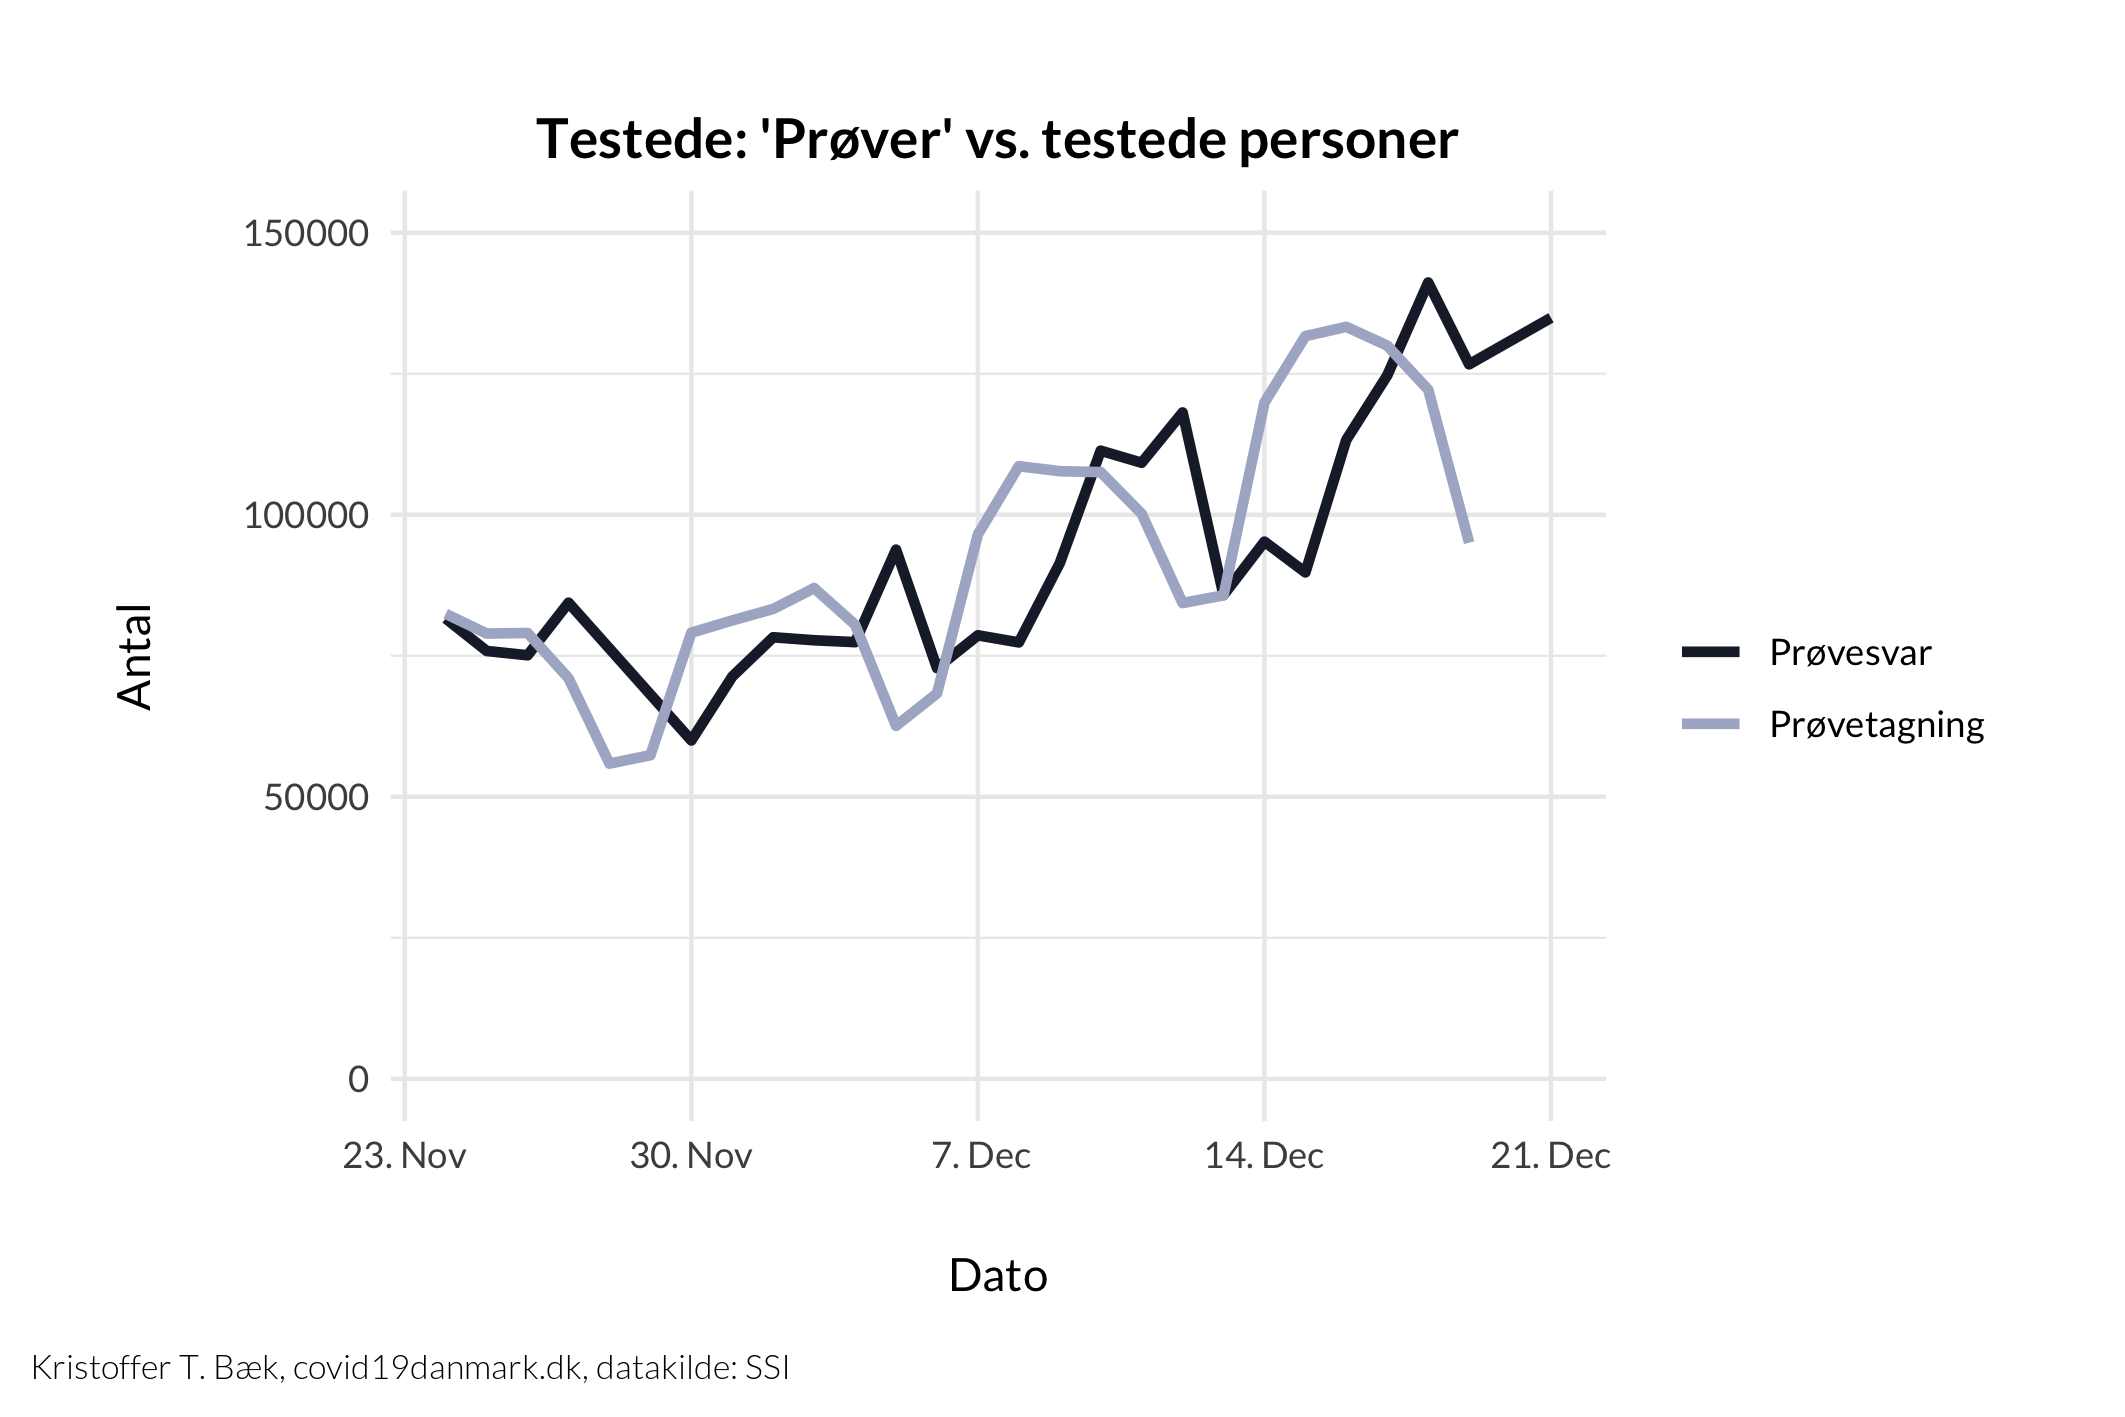 Testede: 'Prøver' vs. testede personer
150000
100000
50000
0
Antal
23. Nov
30. Nov
7. Dec
14. Dec
21. Dec
Dato
Prøvesvar
Prøvetagning
Kristoffer T. Bæk, covid19danmark.dk, datakilde: SSI